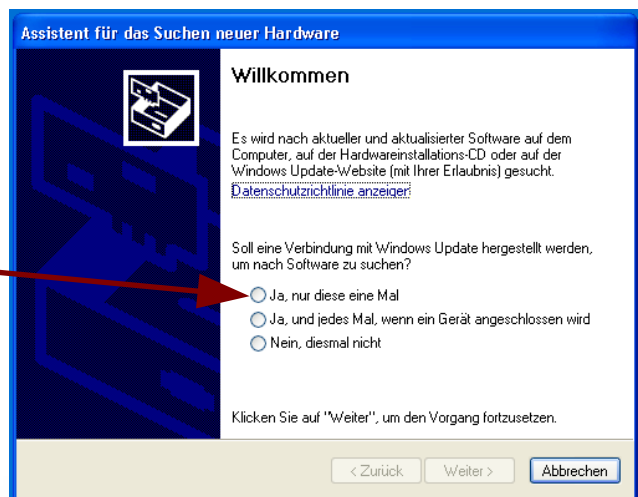 Assistent für das Suchen neuer Hardware
Willkommen
Es wird nach aktueller und aktualisierter Software auf dem
Computer, auf der Hardwareinstallations-CD oder auf der
Windows Update-Website (mit Ihrer Erlaubnis) gesucht.
Datenschutzrichtlinie anzeigen
Soll eine Verbindung mit Windows Update hergestellt werden,
um nach Software zu suchen?
Ja, nur diese eine Mal
Ja, und jedes Mal, wenn ein Gerät angeschlossen wird
Nein, diesmal nicht
Klicken Sie auf "Weiter", um den Vorgang fortzusetzen.
< Zurück Weiter > Abbrechen